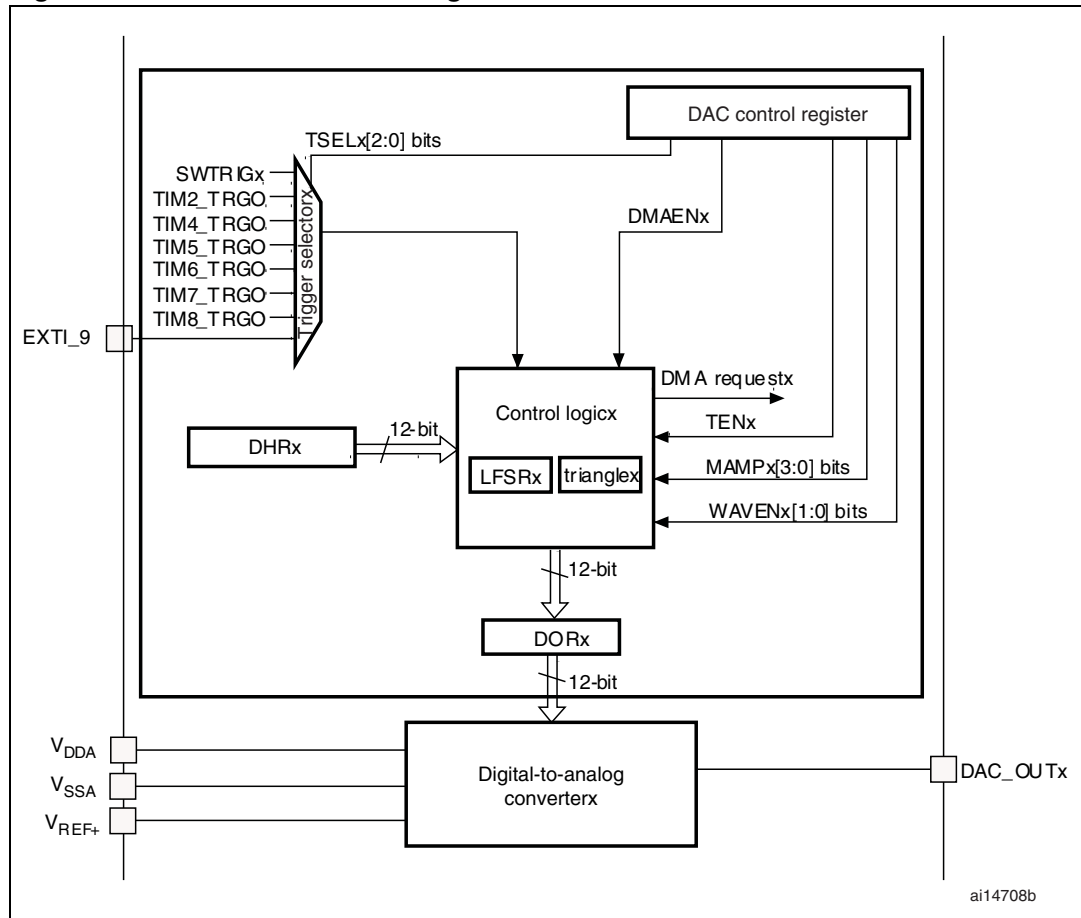 DAC control register
TSELx[2:0] bits
SWTRIGx
TIM2_TRGO
TIM4_TRGO
TIM5_TRGO
TIM6_TRGO
TIM7_TRGO
TIM8_TRGO
EXTI_9
Trigger selectorx
DMAENx
DMA requestx
Control logicx
TENx
12-bit
DHRx
MAMPx[3:0] bits
LFSRx
trianglex
WAVENx[1:0] bits
12-bit
DORx
12-bit
VDDA
VSSA
VREF+
Digital-to-analog
converterx
DAC_OUTx
ai14708b